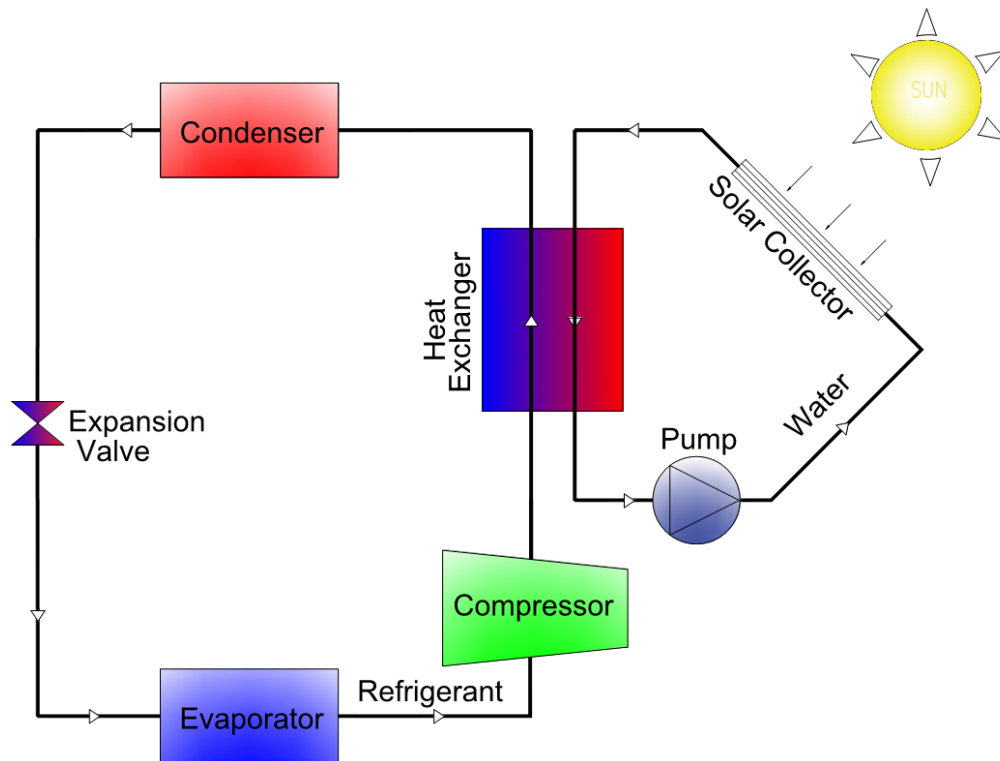 SUN
Condenser
Solar Collector
Heat
Exchanger
Expansion
Valve
Water
Pump
Compressor
Refrigerant
Evaporator